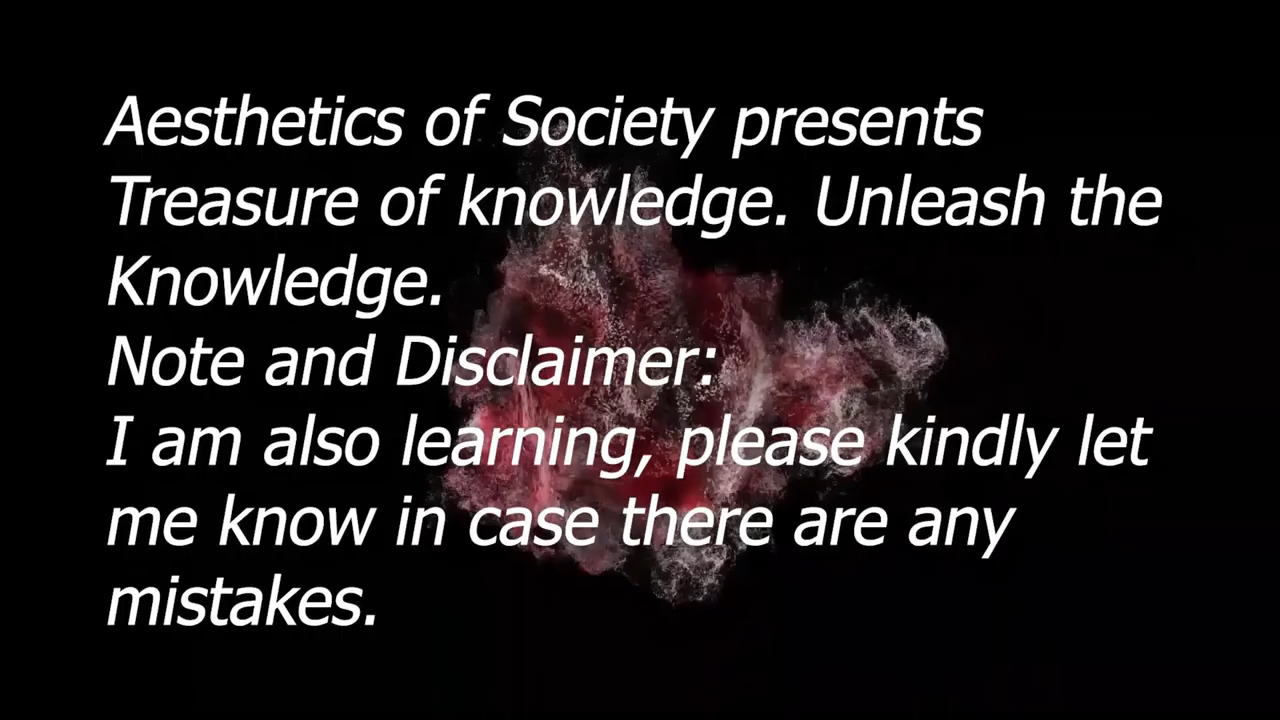 Aesthetics of Society presents
Treasure of knowledge. Unleash the
Knowledge.
Note and Disclaimer:
I am also learning, please kindly let
me know in case there are any
mistakes.